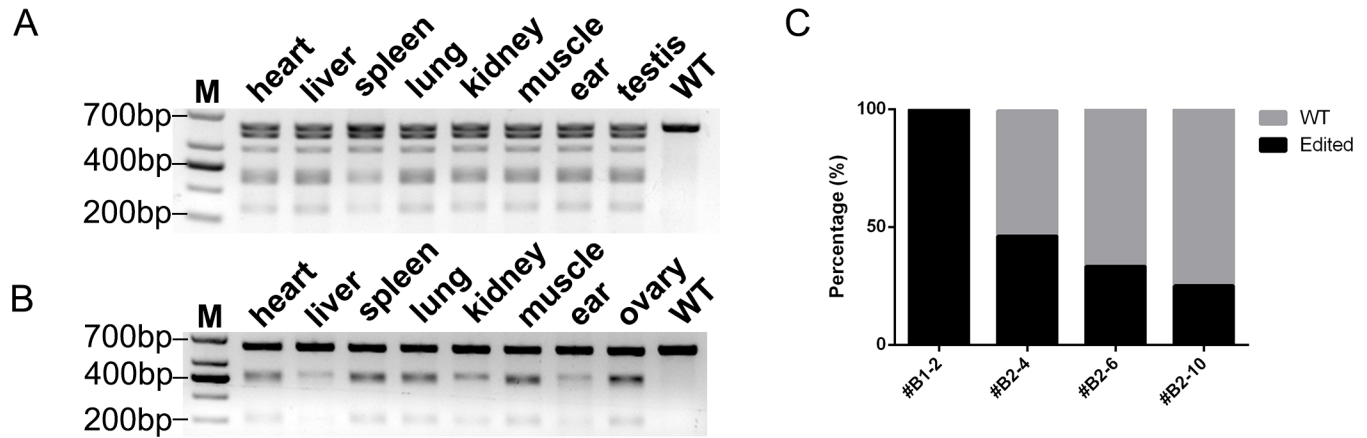 A
M heart liver spleen lung kidney muscle ear testis WT
700bp
400bp
200bp
B
M heart liver spleen lung kidney muscle ear ovary WT
700bp
400bp
200bp
C
Percentage (%)
100
50
0
#B1-2 #B2-4 #B2-6 #B2-10
WT
Edited